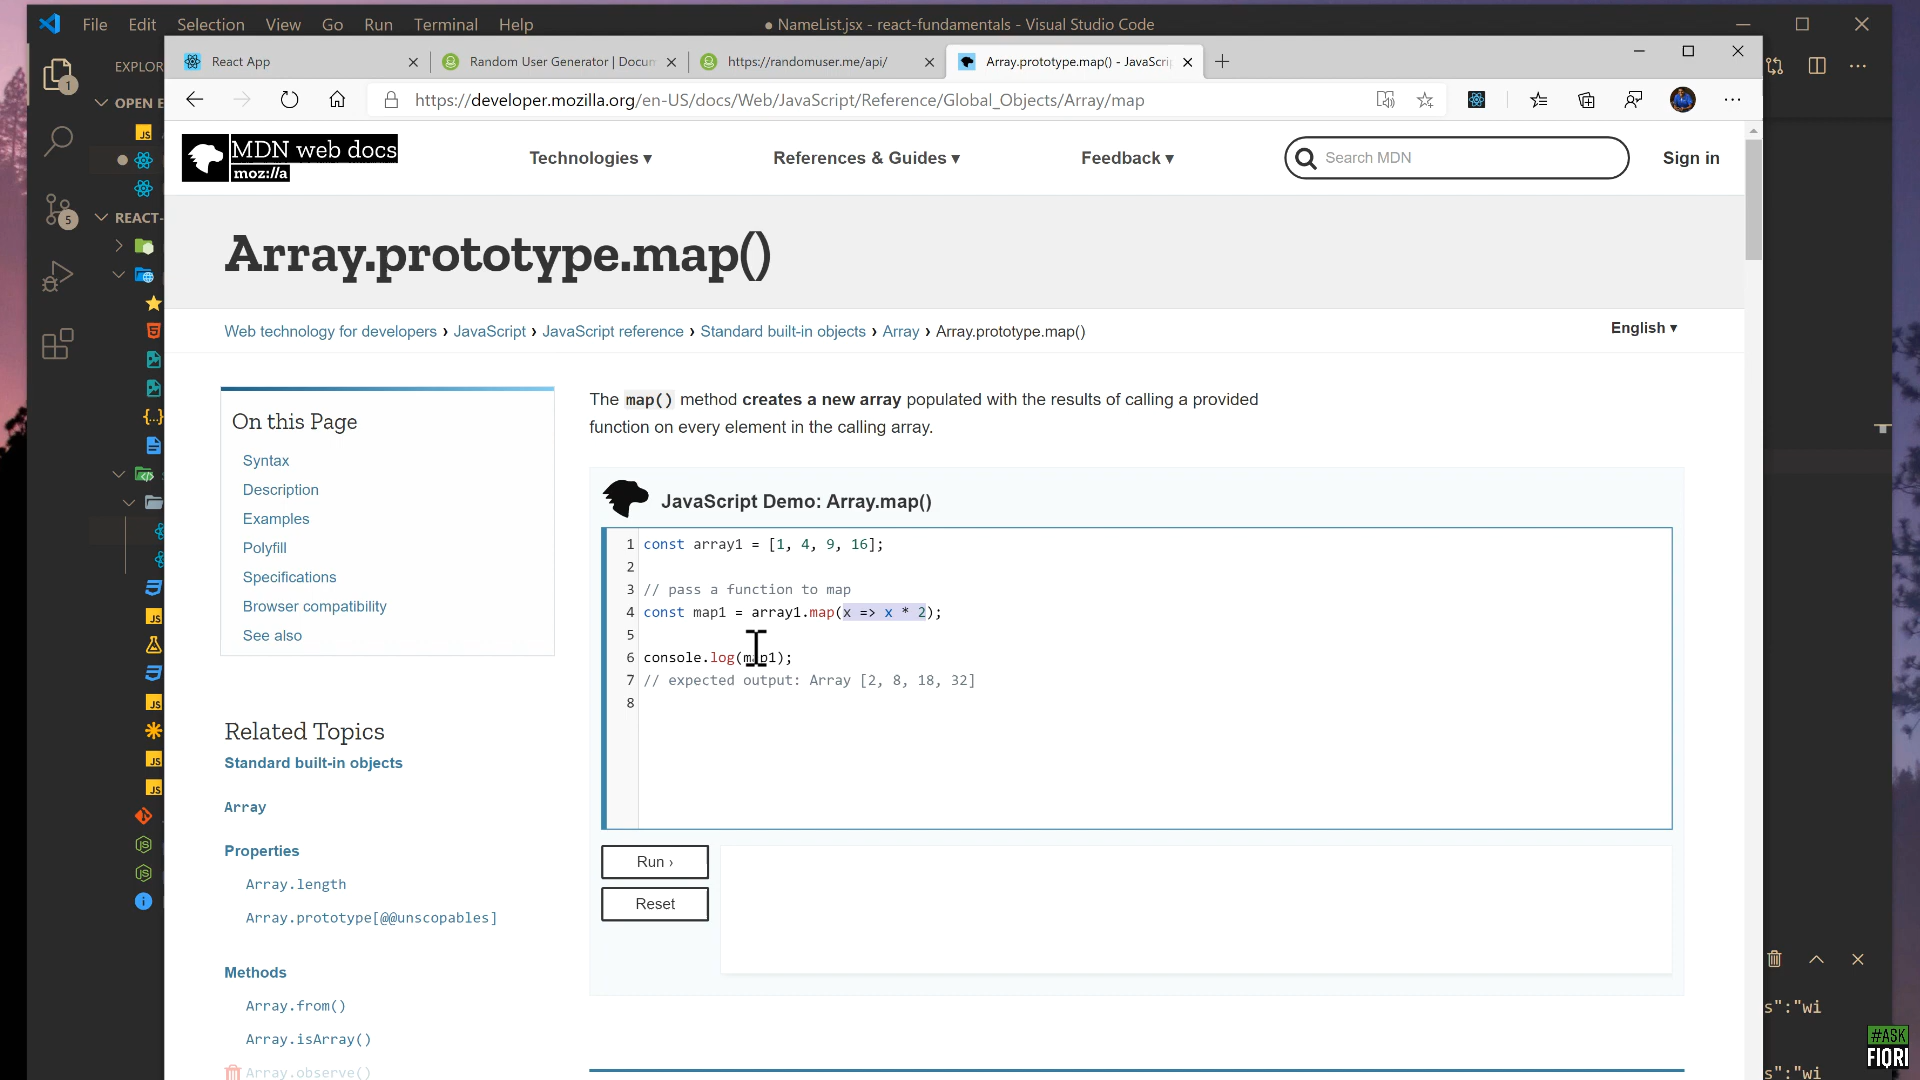 File Edit Selection View Go Run Terminal Help
● NameList.jsx - react-fundamentals - Visual Studio Code
React App
Random User Generator | Docum
https://randomuser.me/api/
Array.prototype.map() - JavaScri
https://developer.mozilla.org/en-US/docs/Web/JavaScript/Reference/Global_Objects/Array/map
EXPLOR
OPEN E
REACT-
1
5
MDN web docs
moz://a
Technologies ▾
References & Guides ▾
Feedback ▾
Search MDN
Sign in
Array.prototype.map()
Web technology for developers › JavaScript › JavaScript reference › Standard built-in objects › Array › Array.prototype.map()
English ▾
On this Page
Syntax
Description
Examples
Polyfill
Specifications
Browser compatibility
See also
Related Topics
Standard built-in objects
Array
Properties
Array.length
Array.prototype[@@unscopables]
Methods
Array.from()
Array.isArray()
Array.observe()
The map() method creates a new array populated with the results of calling a provided
function on every element in the calling array.
JavaScript Demo: Array.map()
1 const array1 = [1, 4, 9, 16];
2
3 // pass a function to map
4 const map1 = array1.map(x => x * 2);
5
6 console.log(map1);
7 // expected output: Array [2, 8, 18, 32]
8
Run ›
Reset
s":"wi
s":"wi
#ASK
FIQRI